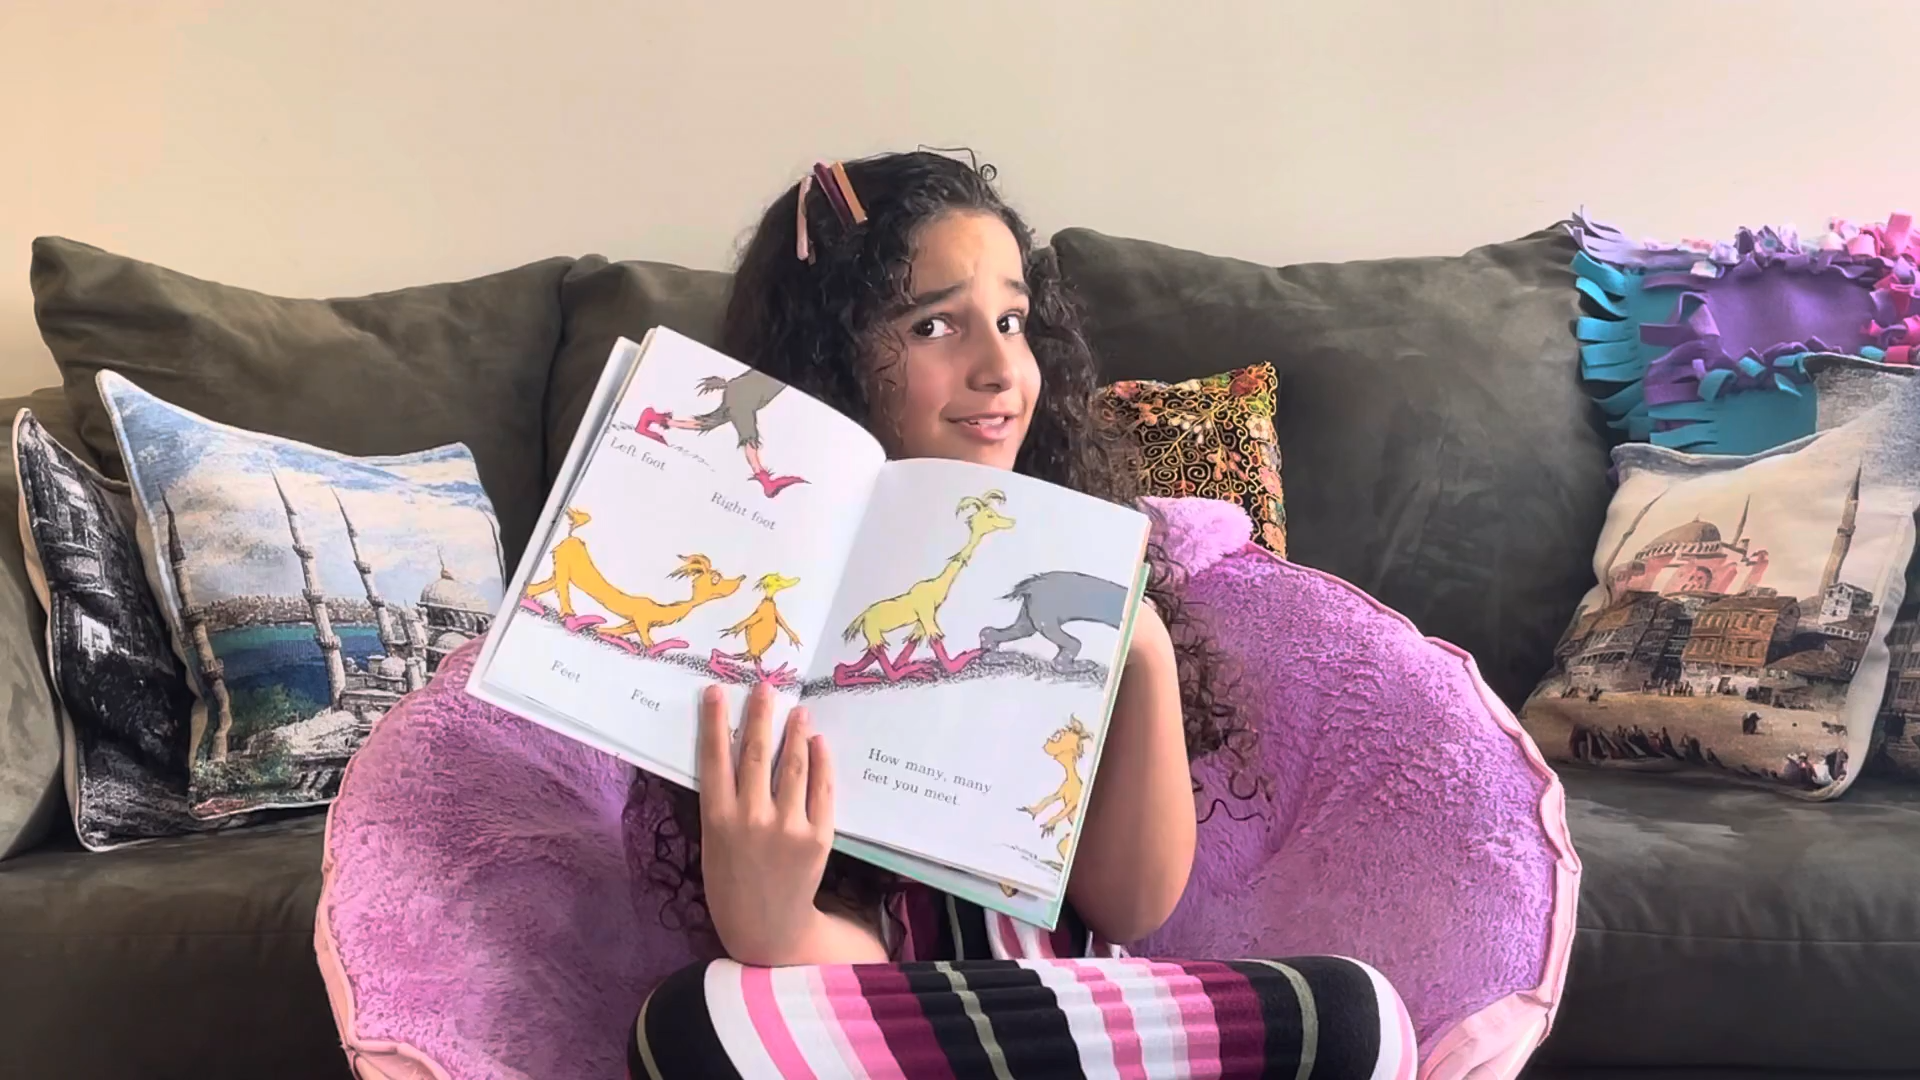 Left foot
Right foot
Feet
Feet
How many, many
feet you meet.